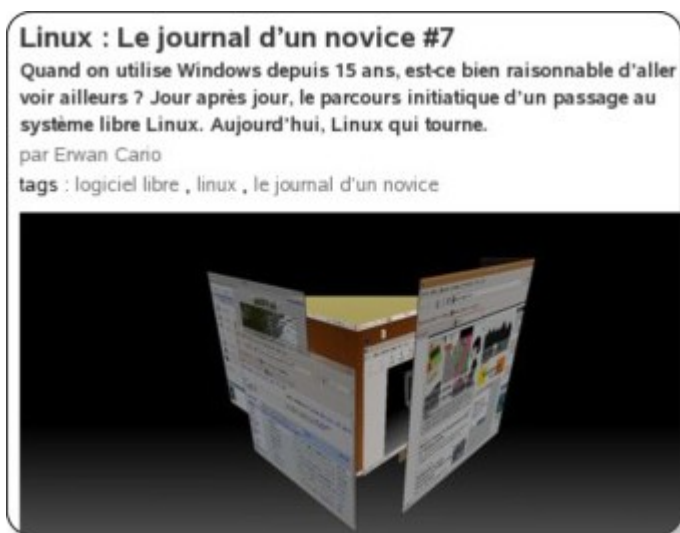 Linux : Le journal d'un novice #7
Quand on utilise Windows depuis 15 ans, est-ce bien raisonnable d'aller
voir ailleurs ? Jour après jour, le parcours initiatique d'un passage au
système libre Linux. Aujourd'hui, Linux qui tourne.
par Erwan Cario
tags : logiciel libre , linux , le journal d'un novice